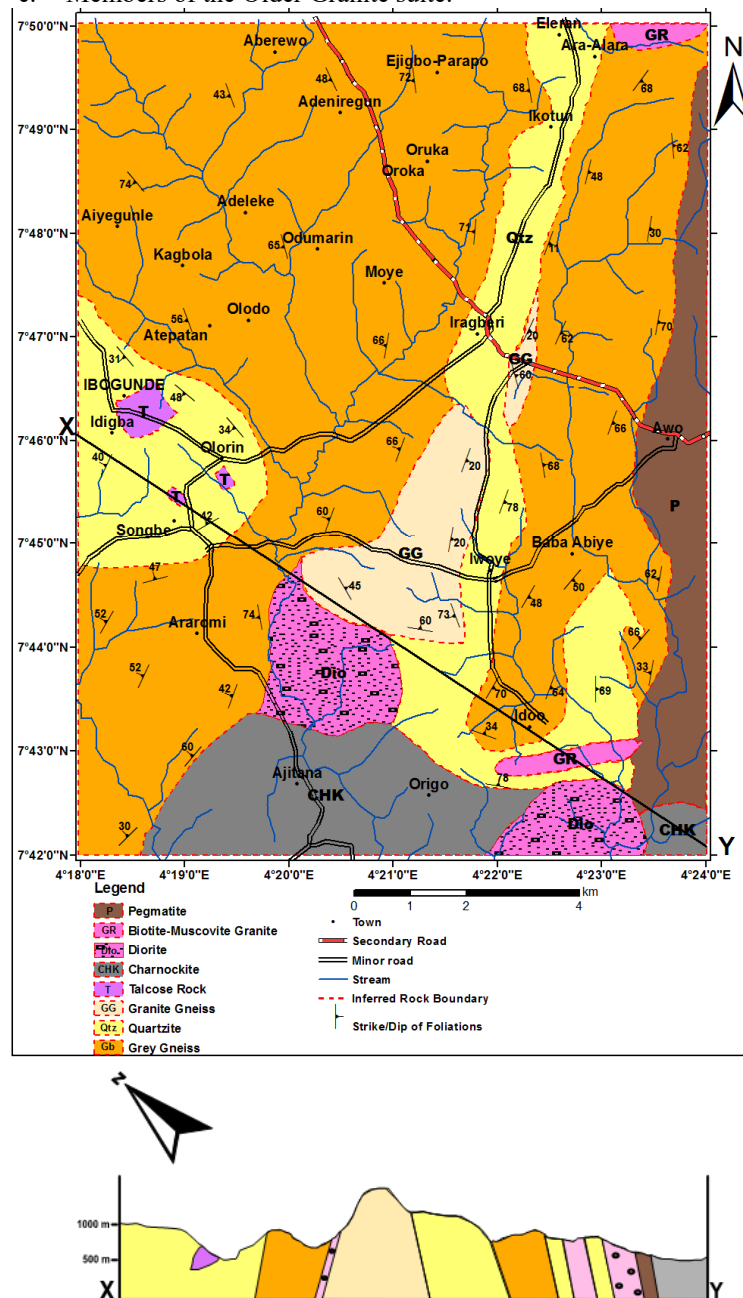 c. Members of the Older Granite suite.
7°50'0"N
7°49'0"N
7°48'0"N
7°47'0"N
7°46'0"N
7°45'0"N
7°44'0"N
7°43'0"N
7°42'0"N
N
Eleran
Aberewo
GR
Ara-Alara
Ejigbo-Parapo
48
72
68
68
43
Adeniregun
Ikotun
Oruka
62
Oroka
48
74
Adeleke
Aiyegunle
71
30
Odumarin
Qtz
65
11
Kagbola
Moye
56
Olodo
Iragberi
70
Atepatan
20
62
66
31
GG
IBOGUNDE
60
48
T
Idigba
34
66
X
Olorin
66
Awo
40
20
68
T
T
P
78
Songbe
42
60
20
Baba Abiye
GG
Iwoye
47
62
45
50
48
52
Araromi
74
73
60
66
Dio
33
52
42
70
64
69
Idoo
34
60
GR
Ajitana
78
Origo
CHK
30
Dio
CHK
Y
4°18'0"E
4°19'0"E
4°20'0"E
4°21'0"E
4°22'0"E
4°23'0"E
4°24'0"E
Legend
P Pegmatite
GR Biotite-Muscovite Granite
Dio Diorite
CHK Charnockite
T Talcose Rock
GG Granite Gneiss
Qtz Quartzite
Gb Grey Gneiss
km
0 1 2 4
Town
Secondary Road
Minor road
Stream
Inferred Rock Boundary
Strike/Dip of Foliations
N
1000 m
500 m
X
Y